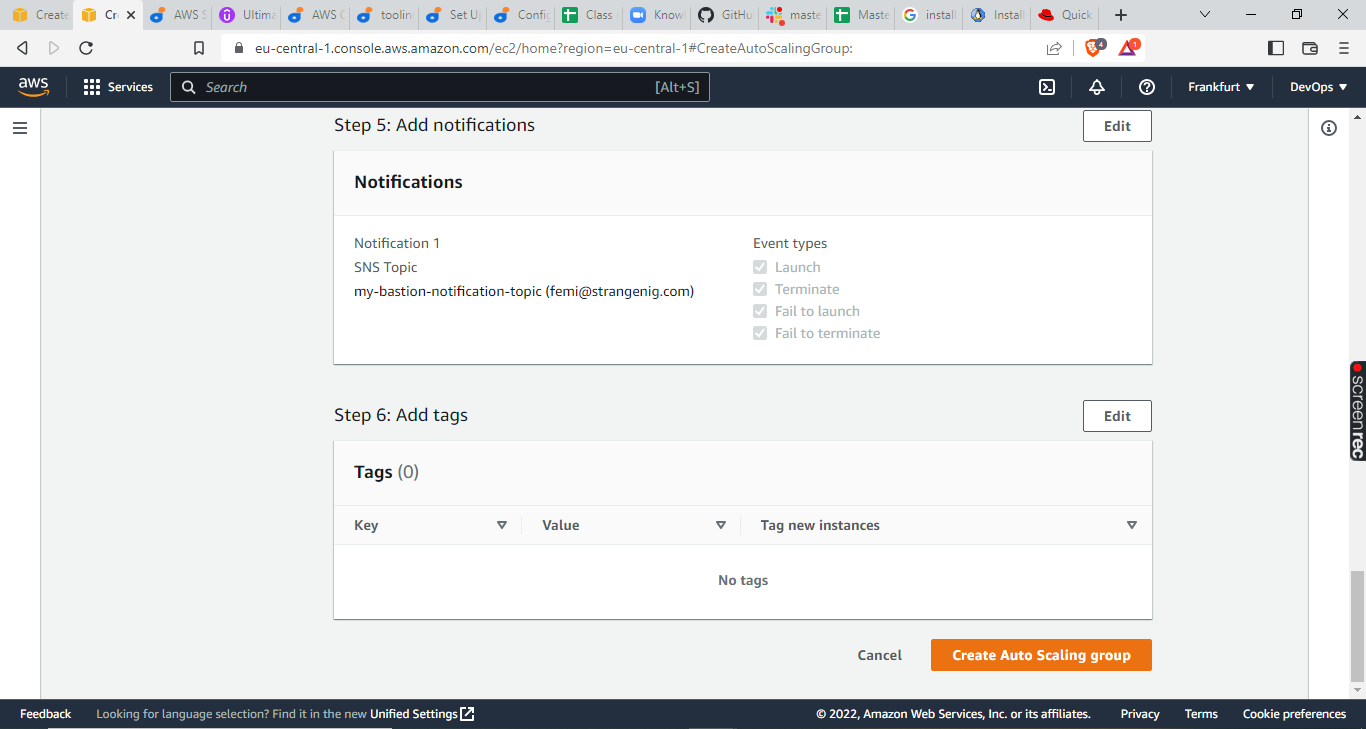 Create
Cr
AWS S
Ultima
AWS C
toolin
Set Up
Config
Class
Know
GitHu
maste
Maste
install
Install
Quick
eu-central-1.console.aws.amazon.com/ec2/home?region=eu-central-1#CreateAutoScalingGroup:
4
1
aws
Services
Search
[Alt+S]
Frankfurt
DevOps
Step 5: Add notifications
Edit
Notifications
Notification 1
SNS Topic
my-bastion-notification-topic (femi@strangenig.com)
Event types
Launch
Terminate
Fail to launch
Fail to terminate
Step 6: Add tags
Edit
Tags (0)
Key
Value
Tag new instances
No tags
Cancel
Create Auto Scaling group
screenrec
Feedback
Looking for language selection? Find it in the new Unified Settings
© 2022, Amazon Web Services, Inc. or its affiliates.
Privacy
Terms
Cookie preferences